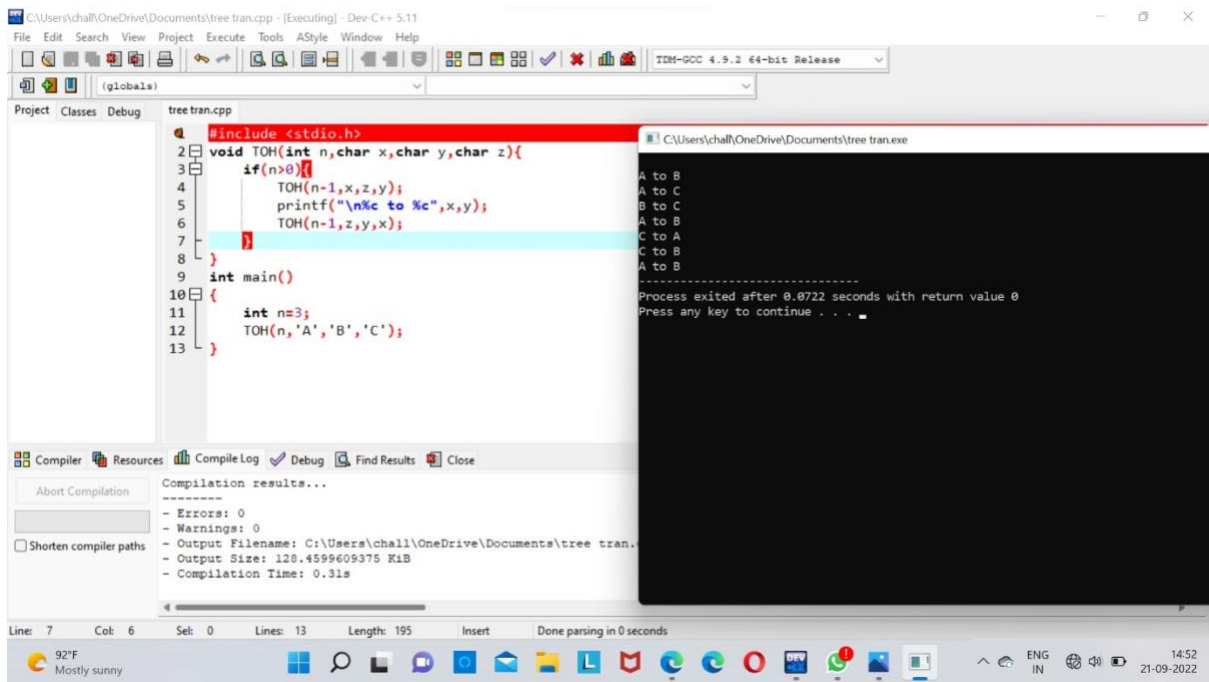 C:\Users\chall\OneDrive\Documents\tree tran.cpp - [Executing] - Dev-C++ 5.11
File Edit Search View Project Execute Tools AStyle Window Help
TDM-GCC 4.9.2 64-bit Release
(globals)
Project Classes Debug
tree tran.cpp
#include <stdio.h>
2 void TOH(int n,char x,char y,char z){
3 if(n>0){
4 TOH(n-1,x,z,y);
5 printf("\n%c to %c",x,y);
6 TOH(n-1,z,y,x);
7 }
8 }
9 int main()
10 {
11 int n=3;
12 TOH(n,'A','B','C');
13 }
C:\Users\chall\OneDrive\Documents\tree tran.exe
A to B
A to C
B to C
A to B
C to A
C to B
A to B
--------------------------------
Process exited after 0.0722 seconds with return value 0
Press any key to continue . . .
Compiler Resources Compile Log Debug Find Results Close
Abort Compilation
Shorten compiler paths
Compilation results...
--------
- Errors: 0
- Warnings: 0
- Output Filename: C:\Users\chall\OneDrive\Documents\tree tran.
- Output Size: 128.4599609375 KiB
- Compilation Time: 0.31s
Line: 7 Col: 6 Sel: 0 Lines: 13 Length: 195 Insert Done parsing in 0 seconds
92°F
Mostly sunny
L
DEV
ENG
IN
14:52
21-09-2022